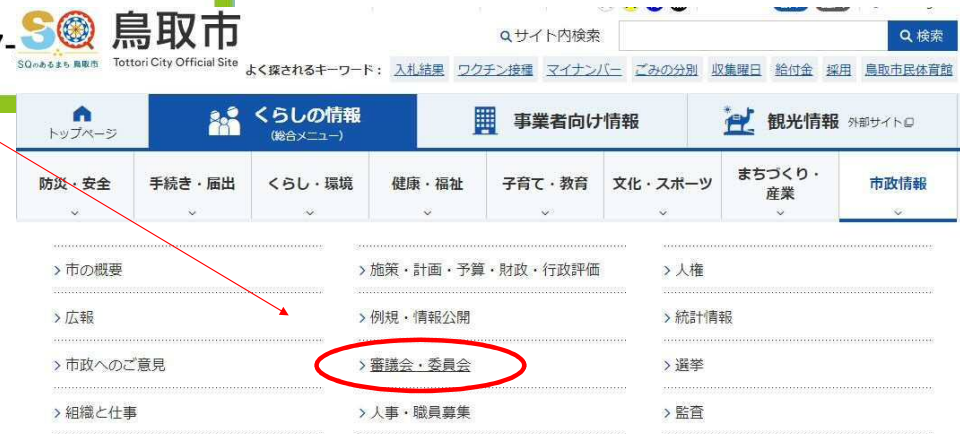 SQのあるまち 鳥取市
鳥取市
Tottori City Official Site
サイト内検索
検索
よく探されるキーワード： 入札結果 ワクチン接種 マイナンバー ごみの分別 収集曜日 給付金 採用 鳥取市民体育館
トップページ
くらしの情報
(総合メニュー)
事業者向け情報
観光情報 外部サイト
防災・安全 手続き・届出 くらし・環境 健康・福祉 子育て・教育 文化・スポーツ まちづくり・産業 市政情報
市の概要 施策・計画・予算・財政・行政評価 人権
広報 例規・情報公開 統計情報
市政へのご意見 審議会・委員会 選挙
組織と仕事 人事・職員募集 監査